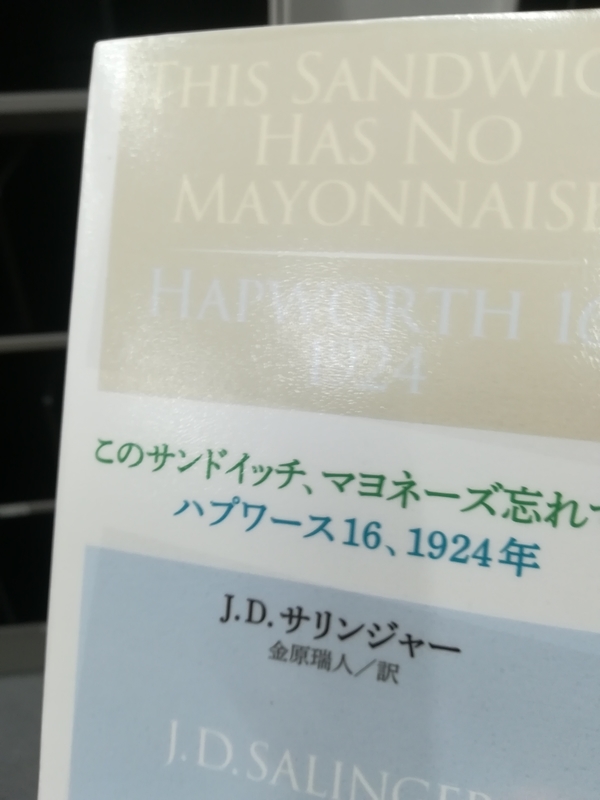 THIS SANDWIC
HAS NO
MAYONNAISE
HAPWORTH 16
1924
このサンドイッチ、マヨネーズ忘れて
ハプワース16、1924年
J.D.サリンジャー
金原瑞人／訳
J.D.SALINGER